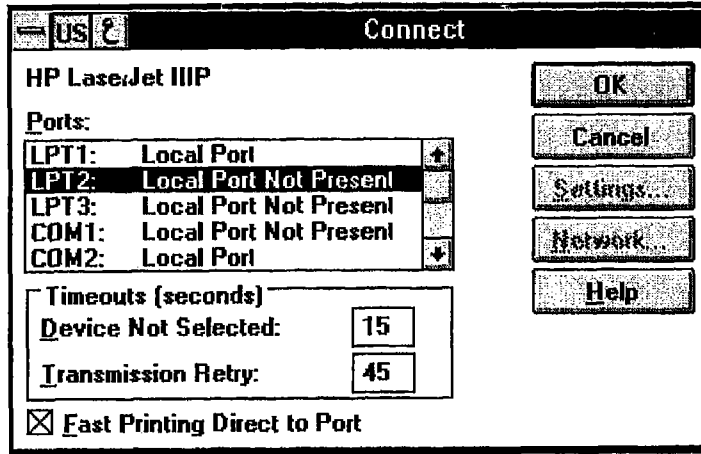 US Connect
HP LaserJet IIIP
Ports:
LPT1: Local Port
LPT2: Local Port Not Present
LPT3: Local Port Not Present
COM1: Local Port Not Present
COM2: Local Port
Timeouts (seconds)
Device Not Selected: 15
Transmission Retry: 45
Fast Printing Direct to Port
OK
Cancel
Settings...
Network...
Help